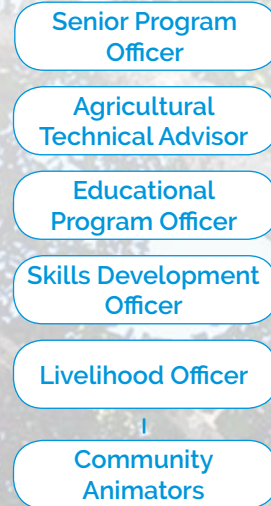 Senior Program
Officer
Agricultural
Technical Advisor
Educational
Program Officer
Skills Development
Officer
Livelihood Officer
Community
Animators